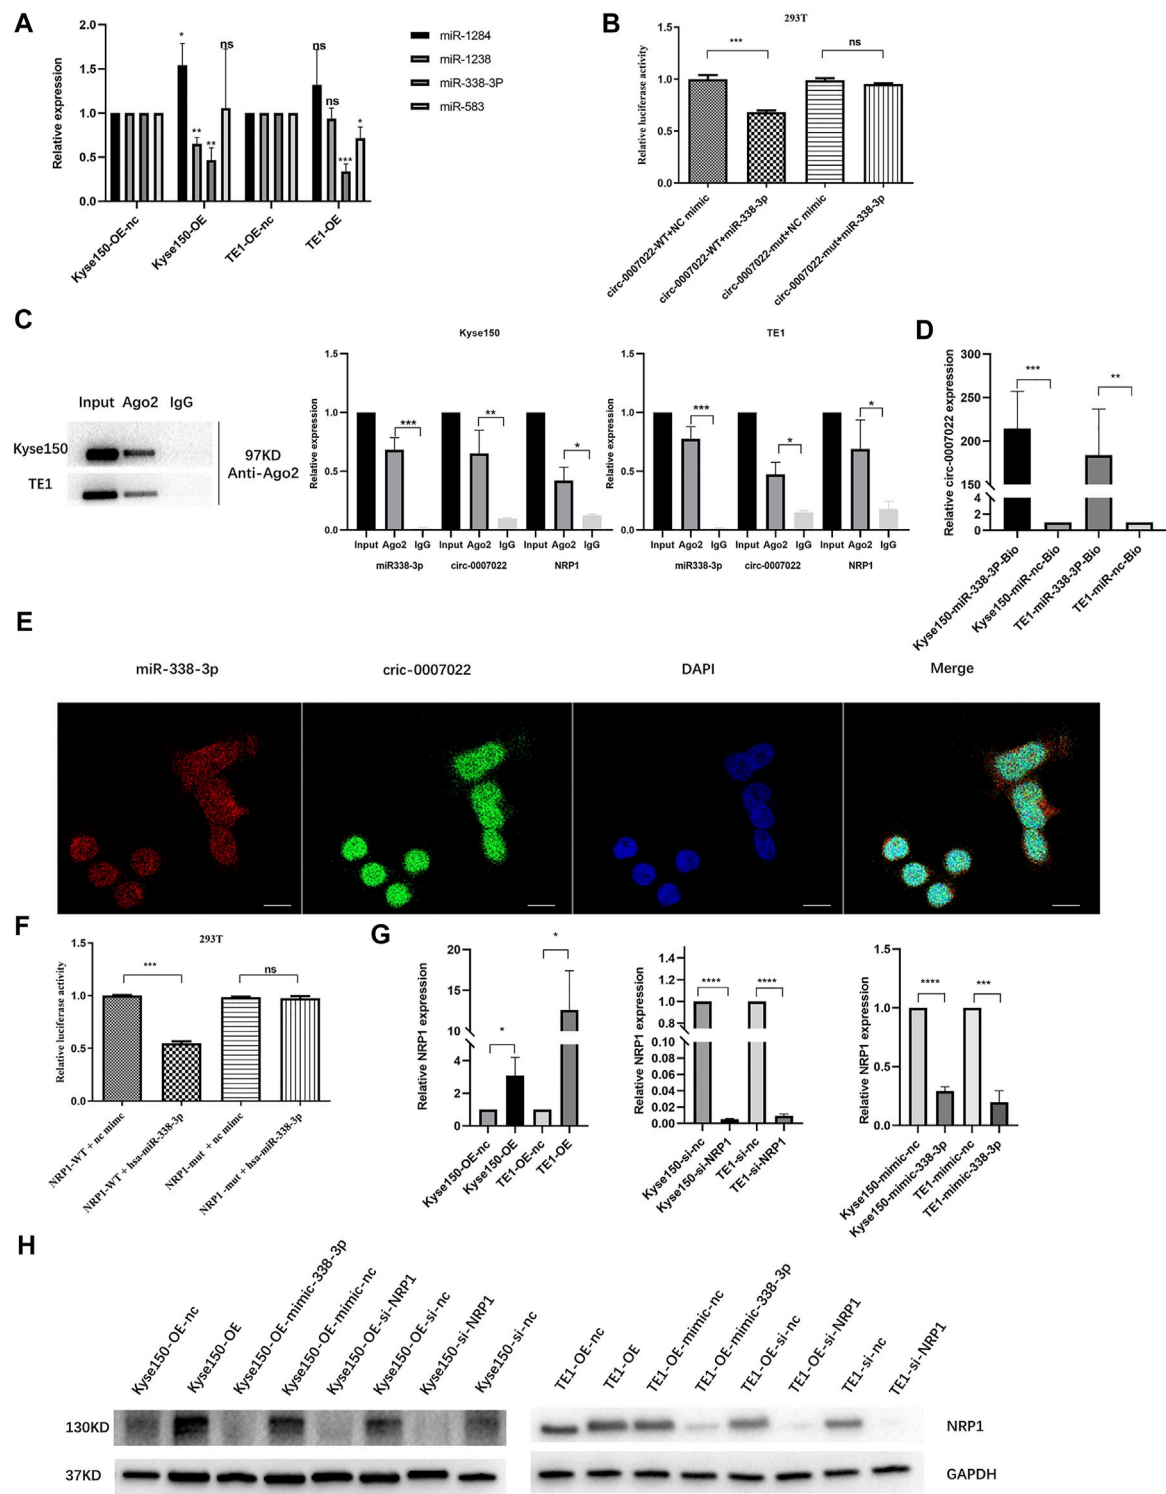 A
Relative expression
2.0
1.5
1.0
0.5
0.0
*
**
**
ns
ns
ns
***
*
Kyse150-OE-nc
Kyse150-OE
TE1-OE-nc
TE1-OE
miR-1284
miR-1238
miR-338-3P
miR-583
B
293T
Relative luciferase activity
1.5
1.0
0.5
0.0
***
ns
circ-0007022-WT+NC mimic
circ-0007022-WT+miR-338-3p
circ-0007022-mut+NC mimic
circ-0007022-mut+miR-338-3p
C
Input Ago2 IgG
Kyse150
TE1
97KD
Anti-Ago2
Kyse150
Relative expression
1.5
1.0
0.5
0.0
***
**
*
Input Ago2 IgG Input Ago2 IgG Input Ago2 IgG
miR338-3p circ-0007022 NRP1
TE1
Relative expression
1.5
1.0
0.5
0.0
***
*
*
Input Ago2 IgG Input Ago2 IgG Input Ago2 IgG
miR338-3p circ-0007022 NRP1
D
Relative circ-0007022 expression
300
250
200
150
4
2
0
***
**
Kyse150-miR-338-3P-Bio
Kyse150-miR-nc-Bio
TE1-miR-338-3P-Bio
TE1-miR-nc-Bio
E
miR-338-3p cric-0007022 DAPI Merge
F
293T
Relative luciferase activity
1.5
1.0
0.5
0.0
***
ns
NRP1-WT + nc mimc
NRP1-WT + hsa-miR-338-3p
NRP1-mut + nc mimic
NRP1 -mut + hsa-miR-338-3p
G
Relative NRP1 expression
20
15
10
6
4
2
0
*
*
Kyse150-OE-nc
Kyse150-OE
TE1-OE-nc
TE1-OE
Relative NRP1 expression
1.4
1.2
1.0
0.8
0.10
0.08
0.06
0.04
0.02
0.00
****
****
Kyse150-si-nc
Kyse150-si-NRP1
TE1-si-nc
TE1-si-NRP1
Relative NRP1 expression
1.5
1.0
0.5
0.0
****
***
Kyse150-mimic-nc
Kyse150-mimic-338-3p
TE1-mimic-nc
TE1-mimic-338-3p
H
Kyse150-OE-nc
Kyse150-OE
Kyse150-OE-mimic-338-3p
Kyse150-OE-mimic-nc
Kyse150-OE-si-NRP1
Kyse150-OE-si-nc
Kyse150-si-NRP1
Kyse150-si-nc
TE1-OE-nc
TE1-OE
TE1-OE-mimic-nc
TE1-OE-mimic-338-3p
TE1-OE-si-nc
TE1-OE-si-NRP1
TE1-si-nc
TE1-si-NRP1
130KD
NRP1
37KD
GAPDH